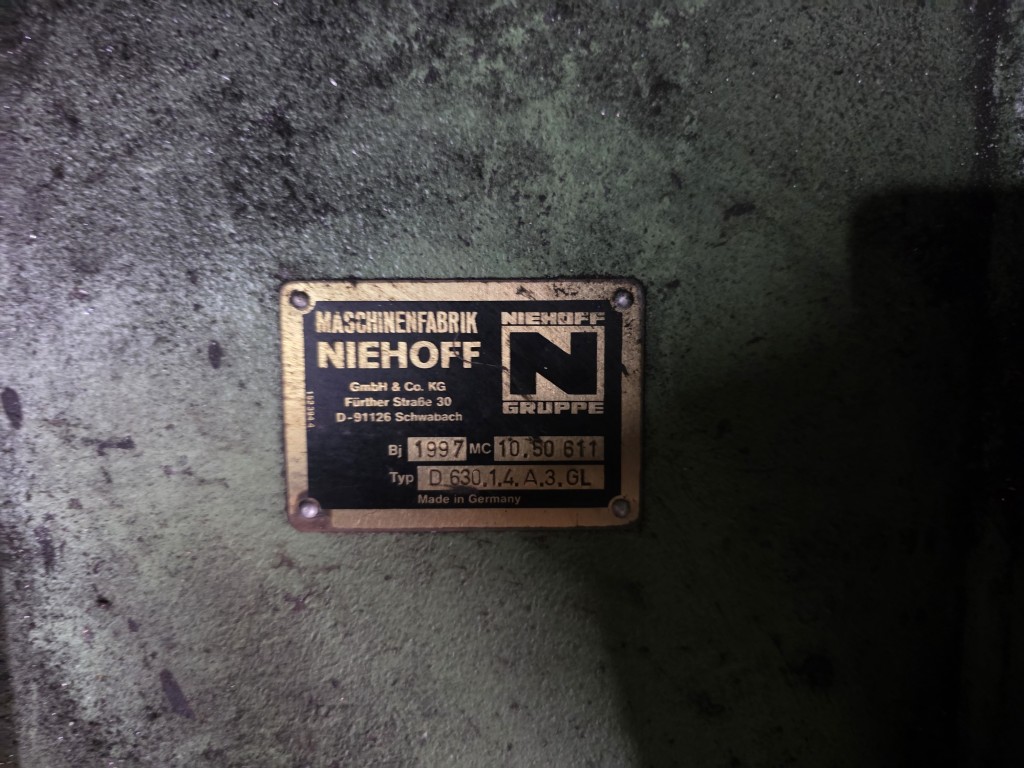 MASCHINENFABRIK
NIEHOFF
GmbH & Co. KG
Fürther Straße 30
D-91126 Schwabach
NIEHOFF
N
GRUPPE
Bj 1997 MC 10.50 611
Typ D 630.1.4.A.3.GL
Made in Germany